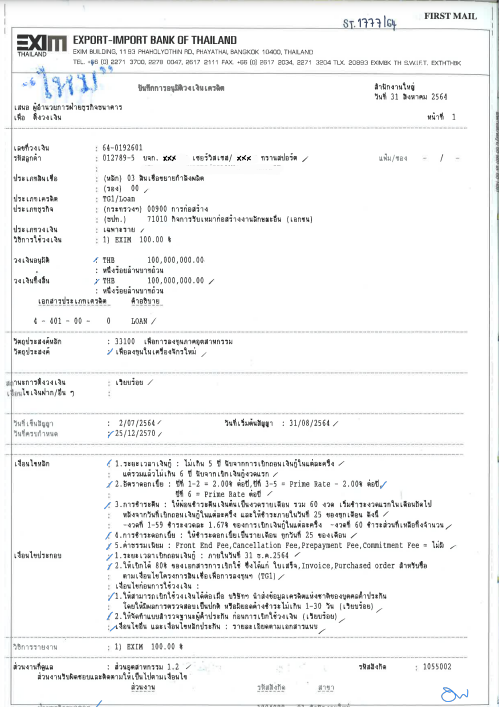 ST.1777/64
FIRST MAIL
EXIM
THAILAND
EXPORT-IMPORT BANK OF THAILAND
EXIM BUILDING, 1193 PHAHOLYOTHIN RD., PHAYATHAI, BANGKOK 10400, THAILAND
TEL. +66 (0) 2271 3700, 2278 0047, 2617 2111 FAX. +66 (0) 2617 2034, 2271 3204 TLX. 20893 EXIMBK TH S.W.I.F.T. EXTHTHBK
"ใหม่"
บันทึกการอนุมัติวงเงินเครดิต
สำนักงานใหญ่
วันที่ 31 สิงหาคม 2564
เสนอ ผู้อำนวยการฝ่ายธุรกิจธนาคาร
เพื่อ ตั้งวงเงิน
หน้าที่ 1
เลขที่วงเงิน : 64-0192601
รหัสลูกค้า : 012789-5 บจก. xxx เซอร์วิสเซส/ xxx ทรานสปอร์ต
แฟ้ม/ซอง - / -
ประเภทสินเชื่อ : (หลัก) 03 สินเชื่อขยายกำลังผลิต
: (รอง) 00
ประเภทเครดิต : TG1/Loan
ประเภทธุรกิจ : (กระทรวงฯ) 00900 การก่อสร้าง
: (ธปท.) 71010 กิจการรับเหมาก่อสร้างงานลักษณะอื่น (เอกชน)
ประเภทวงเงิน : เฉพาะราย
วิธีการใช้วงเงิน : 1) EXIM 100.00 %
วงเงินอนุมัติ : THB 100,000,000.00
: หนึ่งร้อยล้านบาทถ้วน
วงเงินซึ่งสิ้น : THB 100,000,000.00
: หนึ่งร้อยล้านบาทถ้วน
เอกสารประเภทเครดิต คำอธิบาย
4 - 401 - 00 - 0 LOAN
วัตถุประสงค์หลัก : 33100 เพื่อการลงทุนภาคอุตสาหกรรม
วัตถุประสงค์ : เพื่อลงทุนในเครื่องจักรใหม่
สถานะการตั้งวงเงิน : เรียบร้อย
เงื่อนไขเงินฝาก/อื่น ๆ :
วันที่เซ็นสัญญา : 2/07/2564 วันที่เริ่มต้นสัญญา : 31/08/2564
วันที่ครบกำหนด : 25/12/2570
เงื่อนไขหลัก : 1.ระยะเวลาเงินกู้ : ไม่เกิน 5 ปี นับจากการเบิกถอนเงินกู้ในแต่ละครั้ง
: แต่รวมแล้วไม่เกิน 6 ปี นับจากเบิกเงินกู้งวดแรก
: 2.อัตราดอกเบี้ย : ปีที่ 1-2 = 2.00% ต่อปี,ปีที่ 3-5 = Prime Rate - 2.00% ต่อปี,
: ปีที่ 6 = Prime Rate ต่อปี
: 3.การชำระคืน : ให้ผ่อนชำระคืนเงินต้นเป็นงวดรายเดือน รวม 60 งวด เริ่มชำระงวดแรกในเดือนถัดไป
: หลังจากวันที่เบิกถอนเงินกู้ในแต่ละครั้ง และให้ชำระภายในวันที่ 25 ของทุกเดือน ดังนี้
: -งวดที่ 1-59 ชำระงวดละ 1.67% ของการเบิกเงินกู้ในแต่ละครั้ง -งวดที่ 60 ชำระส่วนที่เหลือทั้งจำนวน
: 4.การชำระดอกเบี้ย : ให้ชำระดอกเบี้ยเป็นรายเดือน ทุกวันที่ 25 ของเดือน
: 5.ค่าธรรมเนียม : Front End Fee,Cancellation Fee,Prepayment Fee,Commitment Fee = ไม่มี
เงื่อนไขประกอบ : 1.ระยะเวลาเบิกถอนเงินกู้ : ภายในวันที่ 31 ธ.ค.2564
: 2.ให้เบิกได้ 80% ของเอกสารการเบิกใช้ ซึ่งได้แก่ ใบเสร็จ,Invoice,Purchased order สำหรับซื้อ
: ตามเงื่อนไขโครงการสินเชื่อเพื่อการลงทุนฯ (TG1)
: เงื่อนไขก่อนการใช้วงเงิน :
: 1.ให้สามารถเบิกใช้วงเงินได้ต่อเมื่อ บริษัทฯ นำส่งข้อมูลเครดิตแห่งชาติของบุคคลค้ำประกัน
: โดยให้มีผลการตรวจสอบเป็นปกติ หรือมียอดค้างชำระไม่เกิน 1-30 วัน (เรียบร้อย)
: 2.ให้จัดทำแบบสำรวจฐานะผู้ค้ำประกัน ก่อนการเบิกใช้วงเงิน (เรียบร้อย)
: เงื่อนไขอื่น และเงื่อนไขหลักประกัน : รายละเอียดตามเอกสารแนบ
วิธีการรายงาน : 1) EXIM 100.00 %
ส่วนงานที่ดูแล : ส่วนอุตสาหกรรม 1.2 รหัสสังกัด : 1055002
ส่วนงานรับผิดชอบและติดตามให้เป็นไปตามเงื่อนไข
ส่วนงาน รหัสสังกัด สาขา